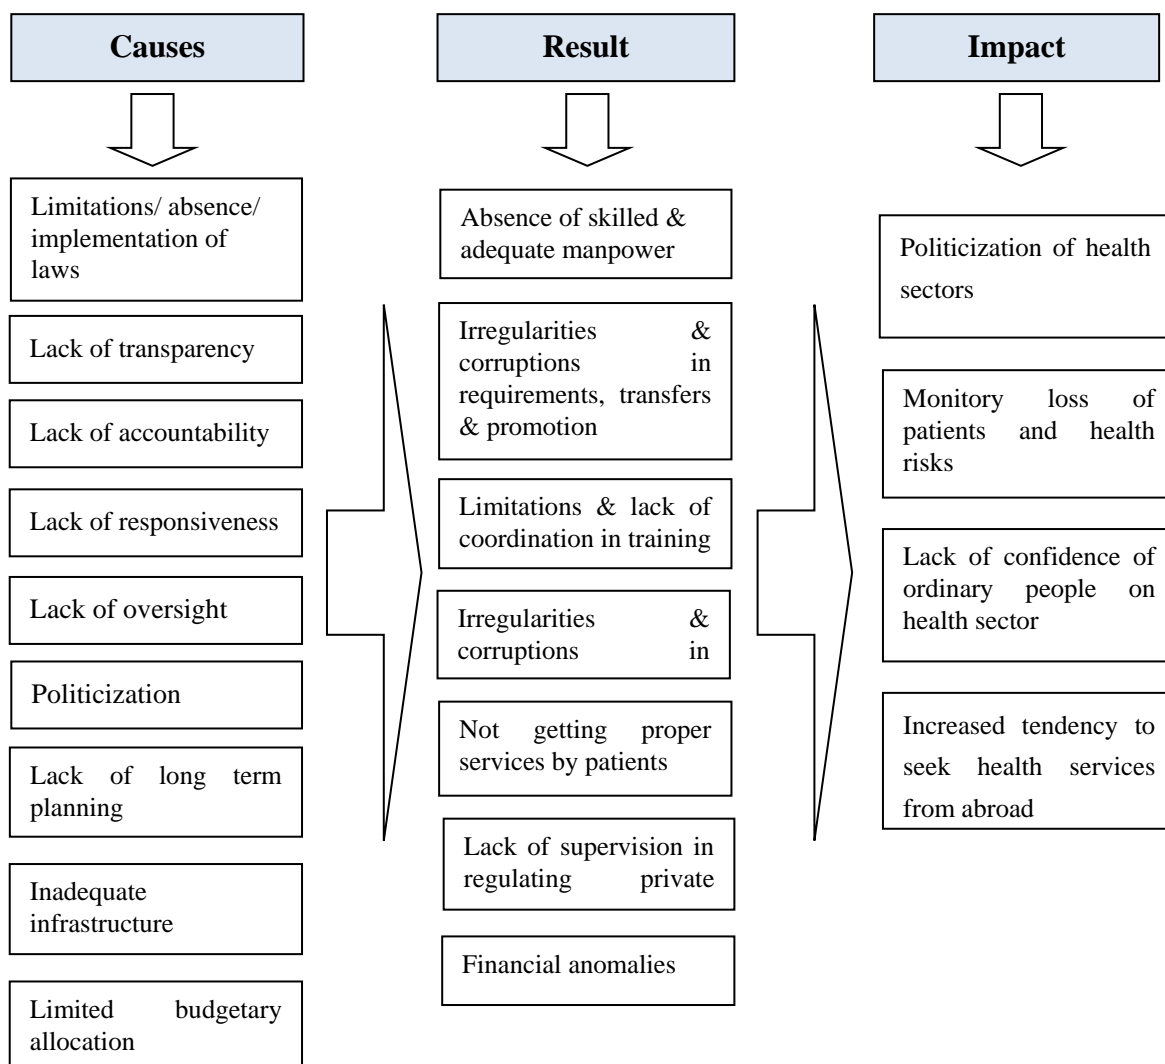 Causes
Limitations/ absence/
implementation of
laws
Lack of transparency
Lack of accountability
Lack of responsiveness
Lack of oversight
Politicization
Lack of long term
planning
Inadequate
infrastructure
Limited budgetary
allocation
Result
Absence of skilled &
adequate manpower
Irregularities &
corruptions in
requirements, transfers
& promotion
Limitations & lack of
coordination in training
Irregularities &
corruptions in
Not getting proper
services by patients
Lack of supervision in
regulating private
Financial anomalies
Impact
Politicization of health
sectors
Monitory loss of
patients and health
risks
Lack of confidence of
ordinary people on
health sector
Increased tendency to
seek health services
from abroad